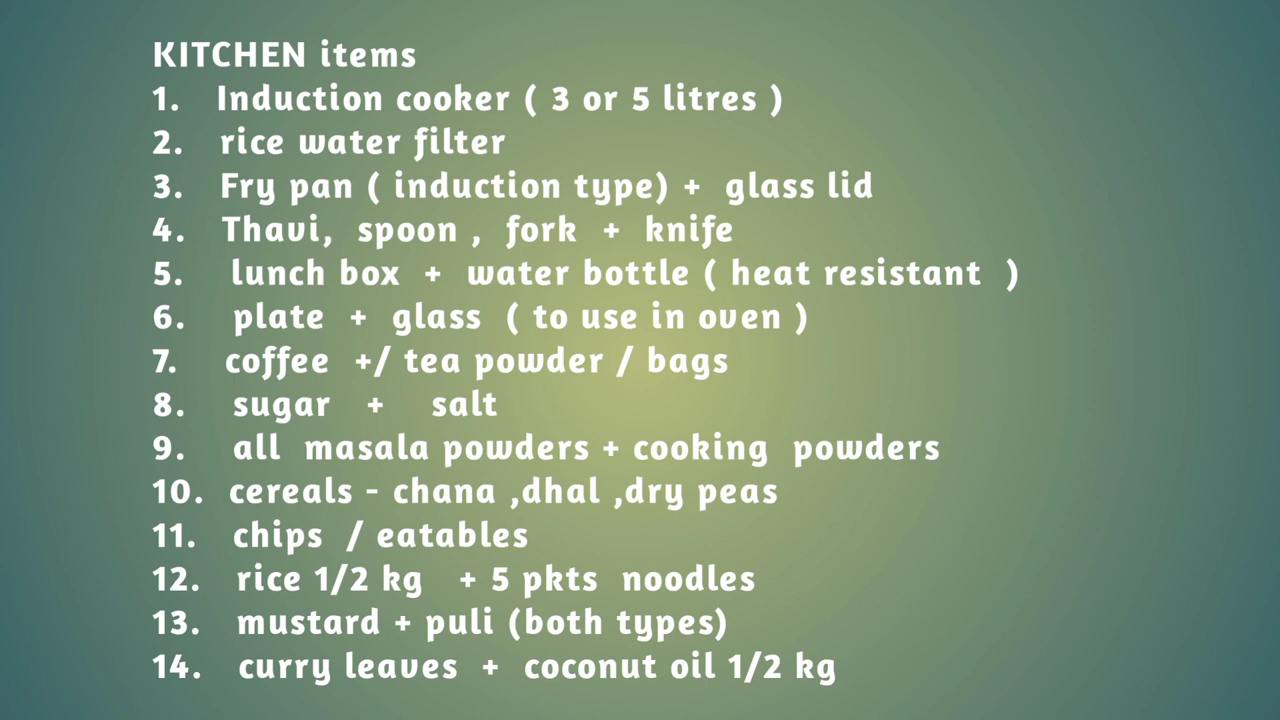 KITCHEN items
1. Induction cooker ( 3 or 5 litres )
2. rice water filter
3. Fry pan ( induction type) + glass lid
4. Thavi, spoon , fork + knife
5. lunch box + water bottle ( heat resistant )
6. plate + glass ( to use in oven )
7. coffee +/ tea powder / bags
8. sugar + salt
9. all masala powders + cooking powders
10. cereals - chana ,dhal ,dry peas
11. chips / eatables
12. rice 1/2 kg + 5 pkts noodles
13. mustard + puli (both types)
14. curry leaves + coconut oil 1/2 kg